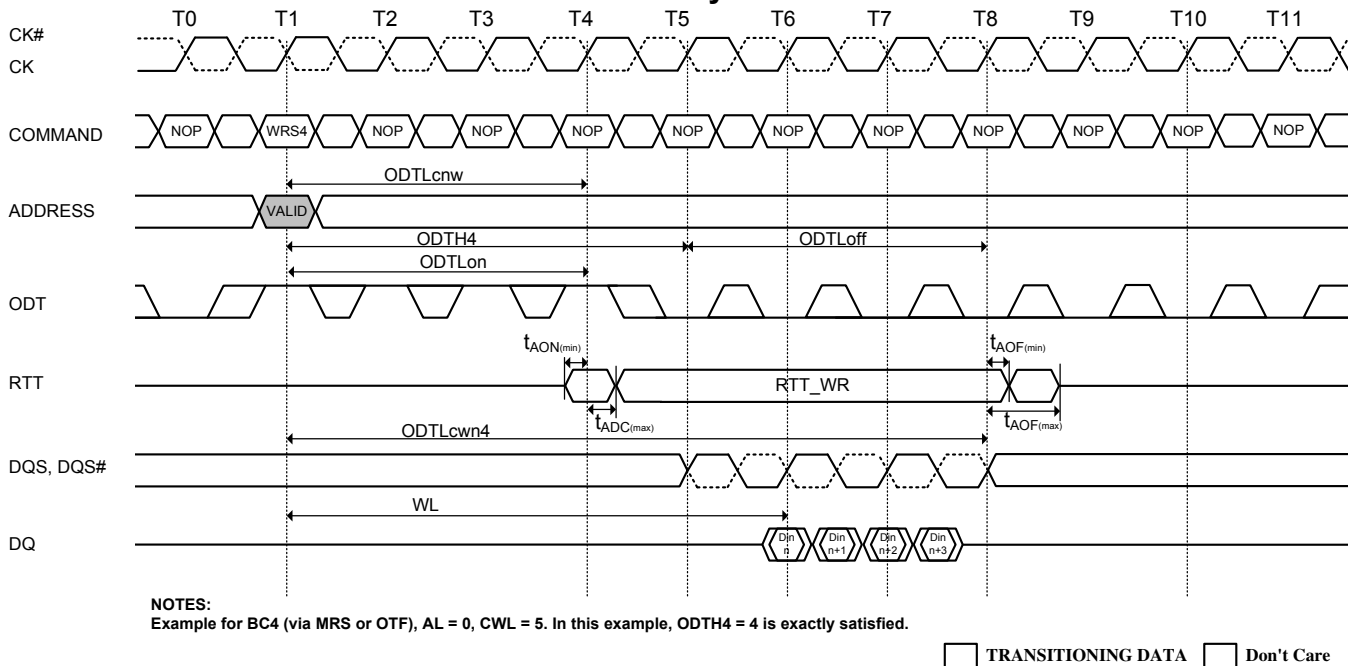 T0 T1 T2 T3 T4 T5 T6 T7 T8 T9 T10 T11
CK#
CK
COMMAND NOP WRS4 NOP NOP NOP NOP NOP NOP NOP NOP NOP NOP
ODTLcnw
ADDRESS VALID
ODTH4 ODTLoff
ODTLon
ODT
tAON(min) tAOF(min)
RTT RTT_WR
tADC(max) tAOF(max)
ODTLcwn4
DQS, DQS#
WL
DQ Din n Din n+1 Din n+2 Din n+3
NOTES:
Example for BC4 (via MRS or OTF), AL = 0, CWL = 5. In this example, ODTH4 = 4 is exactly satisfied.
TRANSITIONING DATA Don't Care